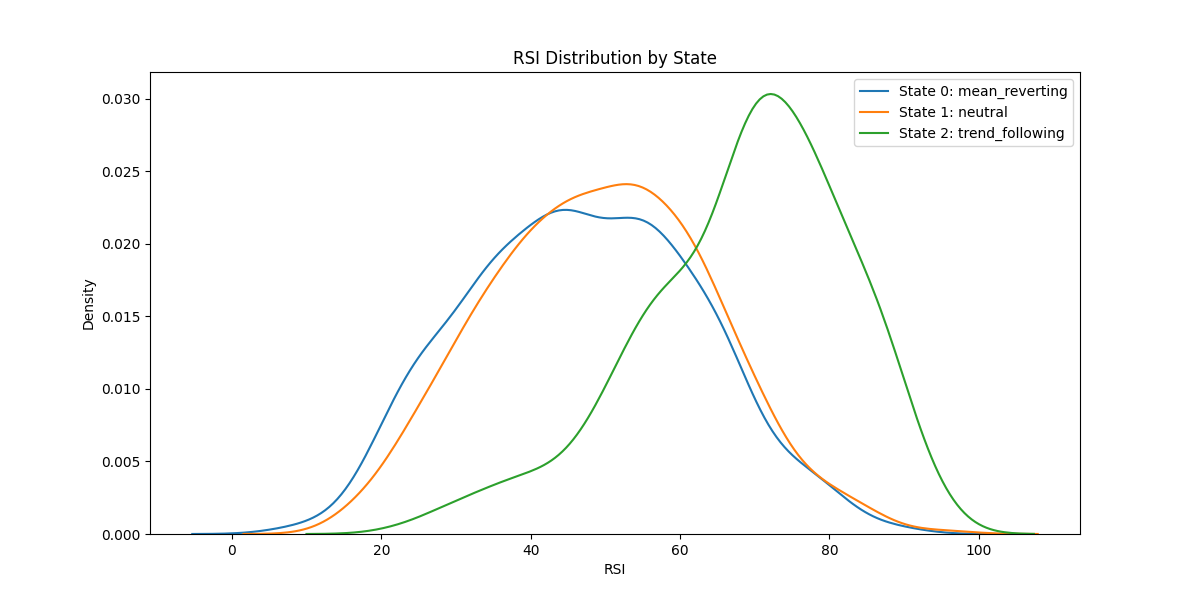 RSI Distribution by State
State 0: mean_reverting
State 1: neutral
State 2: trend_following
Density
0.030
0.025
0.020
0.015
0.010
0.005
0.000
0 20 40 60 80 100
RSI